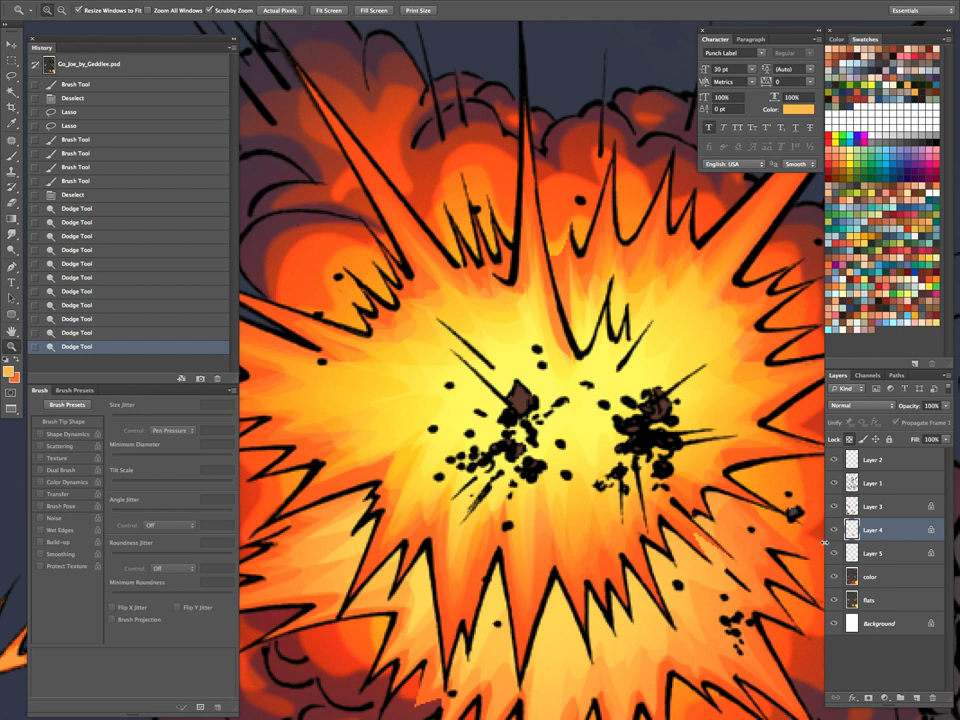 Resize Windows to Fit Zoom All Windows Scrubby Zoom Actual Pixels Fit Screen Fill Screen Print Size Essentials
History
Go_Joe_by_Geddlee.psd
Brush Tool
Deselect
Lasso
Lasso
Brush Tool
Brush Tool
Brush Tool
Brush Tool
Deselect
Dodge Tool
Dodge Tool
Dodge Tool
Dodge Tool
Dodge Tool
Dodge Tool
Dodge Tool
Dodge Tool
Dodge Tool
Dodge Tool
Dodge Tool
Brush Brush Presets
Brush Presets
Brush Tip Shape
Shape Dynamics
Scattering
Texture
Dual Brush
Color Dynamics
Transfer
Brush Pose
Noise
Wet Edges
Build-up
Smoothing
Protect Texture
Size Jitter
Control: Pen Pressure
Minimum Diameter
Tilt Scale
Angle Jitter
Control: Off
Roundness Jitter
Control: Off
Minimum Roundness
Flip X Jitter Flip Y Jitter
Brush Projection
Character Paragraph
Punch Label Regular
30 pt (Auto)
Metrics 0
100% 100%
0 pt Color:
English: USA Smooth
Color Swatches
Layers Channels Paths
Kind
Normal Opacity: 100%
Unify: Propagate Frame 1
Lock: Fill: 100%
Layer 2
Layer 1
Layer 3
Layer 4
Layer 5
color
flats
Background